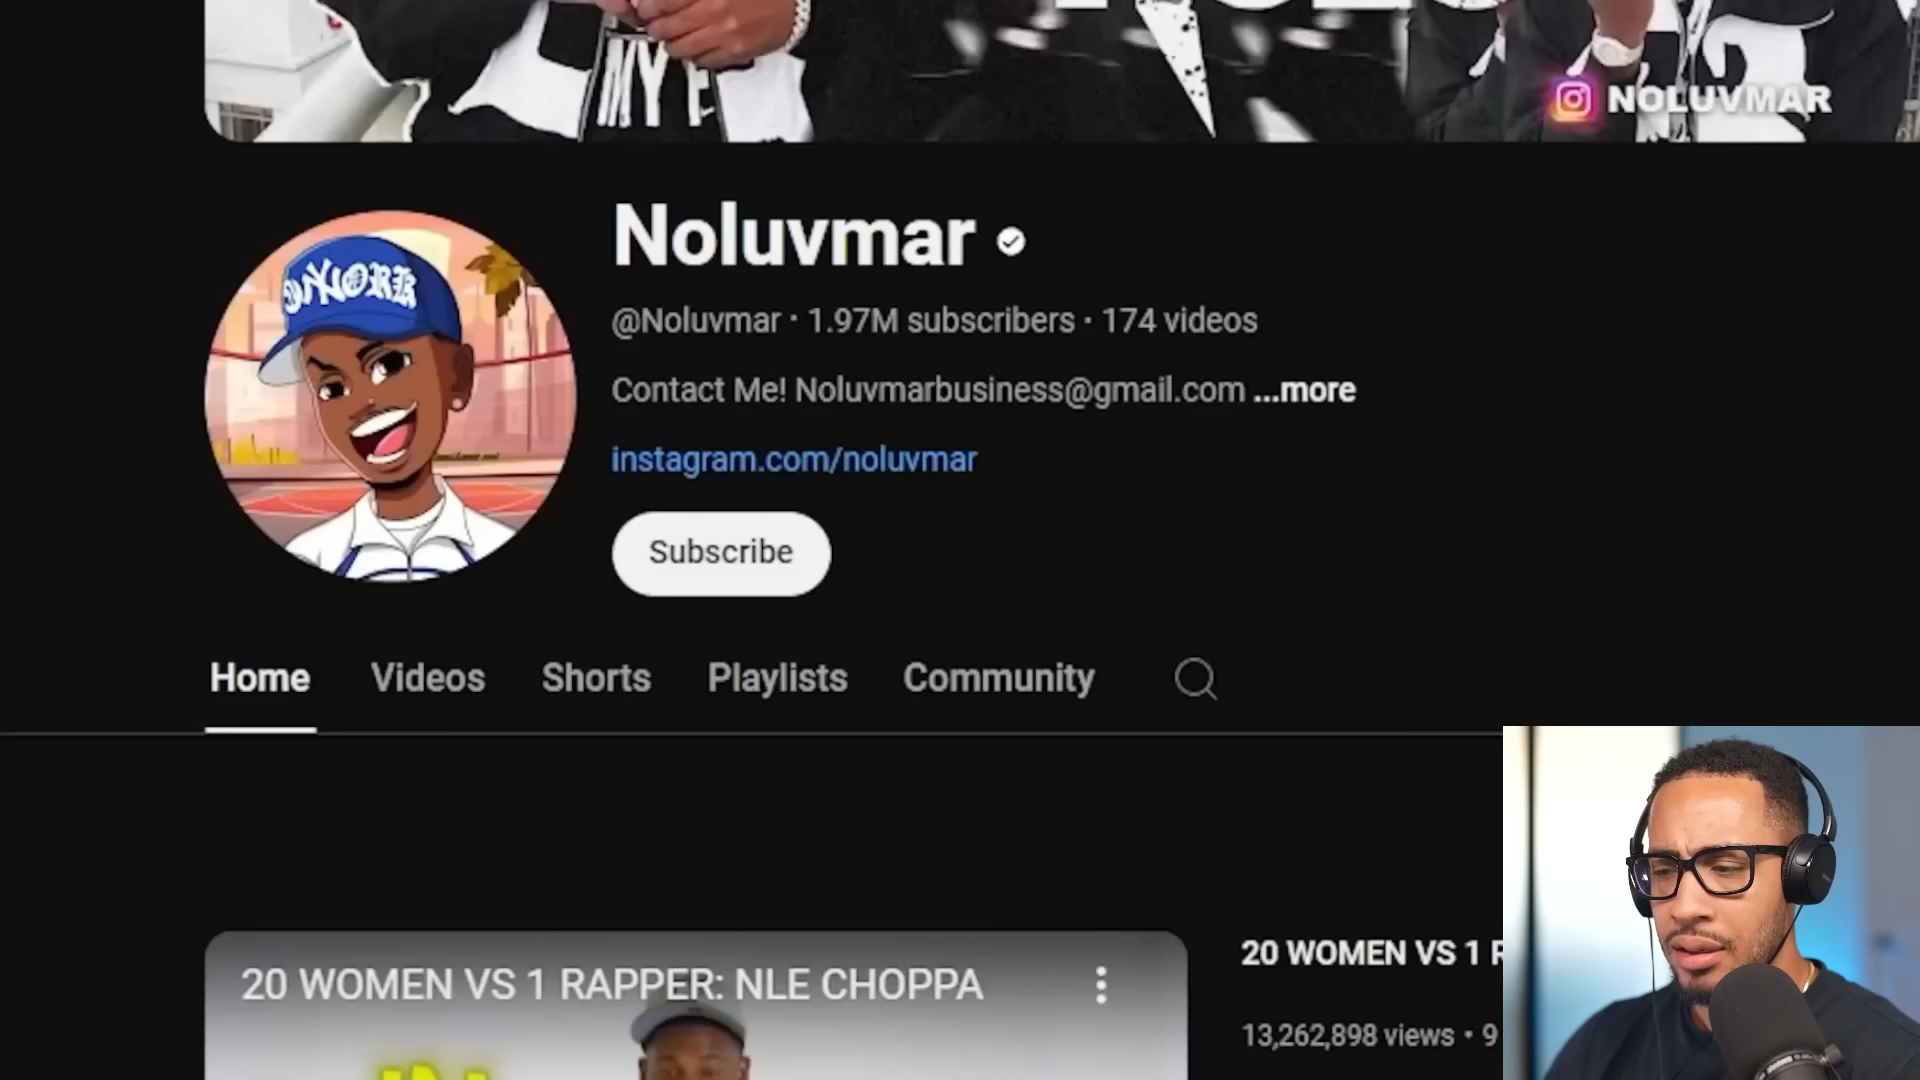 MY
NOLUVMAR
Noluvmar
@Noluvmar · 1.97M subscribers · 174 videos
Contact Me! Noluvmarbusiness@gmail.com ...more
instagram.com/noluvmar
Subscribe
Home Videos Shorts Playlists Community
20 WOMEN VS 1 RAPPER: NLE CHOPPA
20 WOMEN VS 1 R
13,262,898 views • 9